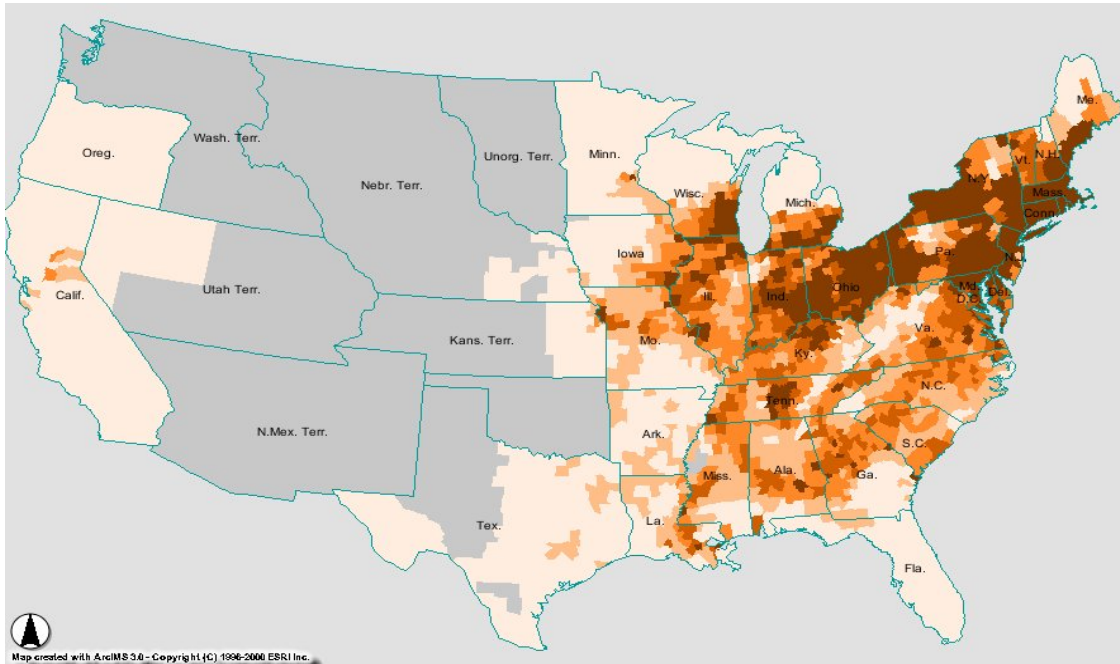 Me.
Wash. Terr.
Oreg.
Unorg. Terr.
Minn.
Vt.
N.H.
N.Y.
Nebr. Terr.
Wisc.
Mich.
Mass.
Conn.
Iowa
Pa.
N.J.
Calif.
Utah Terr.
Ill.
Ind.
Ohio
Md.
Del.
D.C.
Kans. Terr.
Mo.
Va.
Ky.
N.C.
Tenn.
N.Mex. Terr.
Ark.
S.C.
Miss.
Ala.
Ga.
Tex.
La.
Fla.
Map created with ArcIMS 3.0 - Copyright (C) 1996-2000 ESRI Inc.